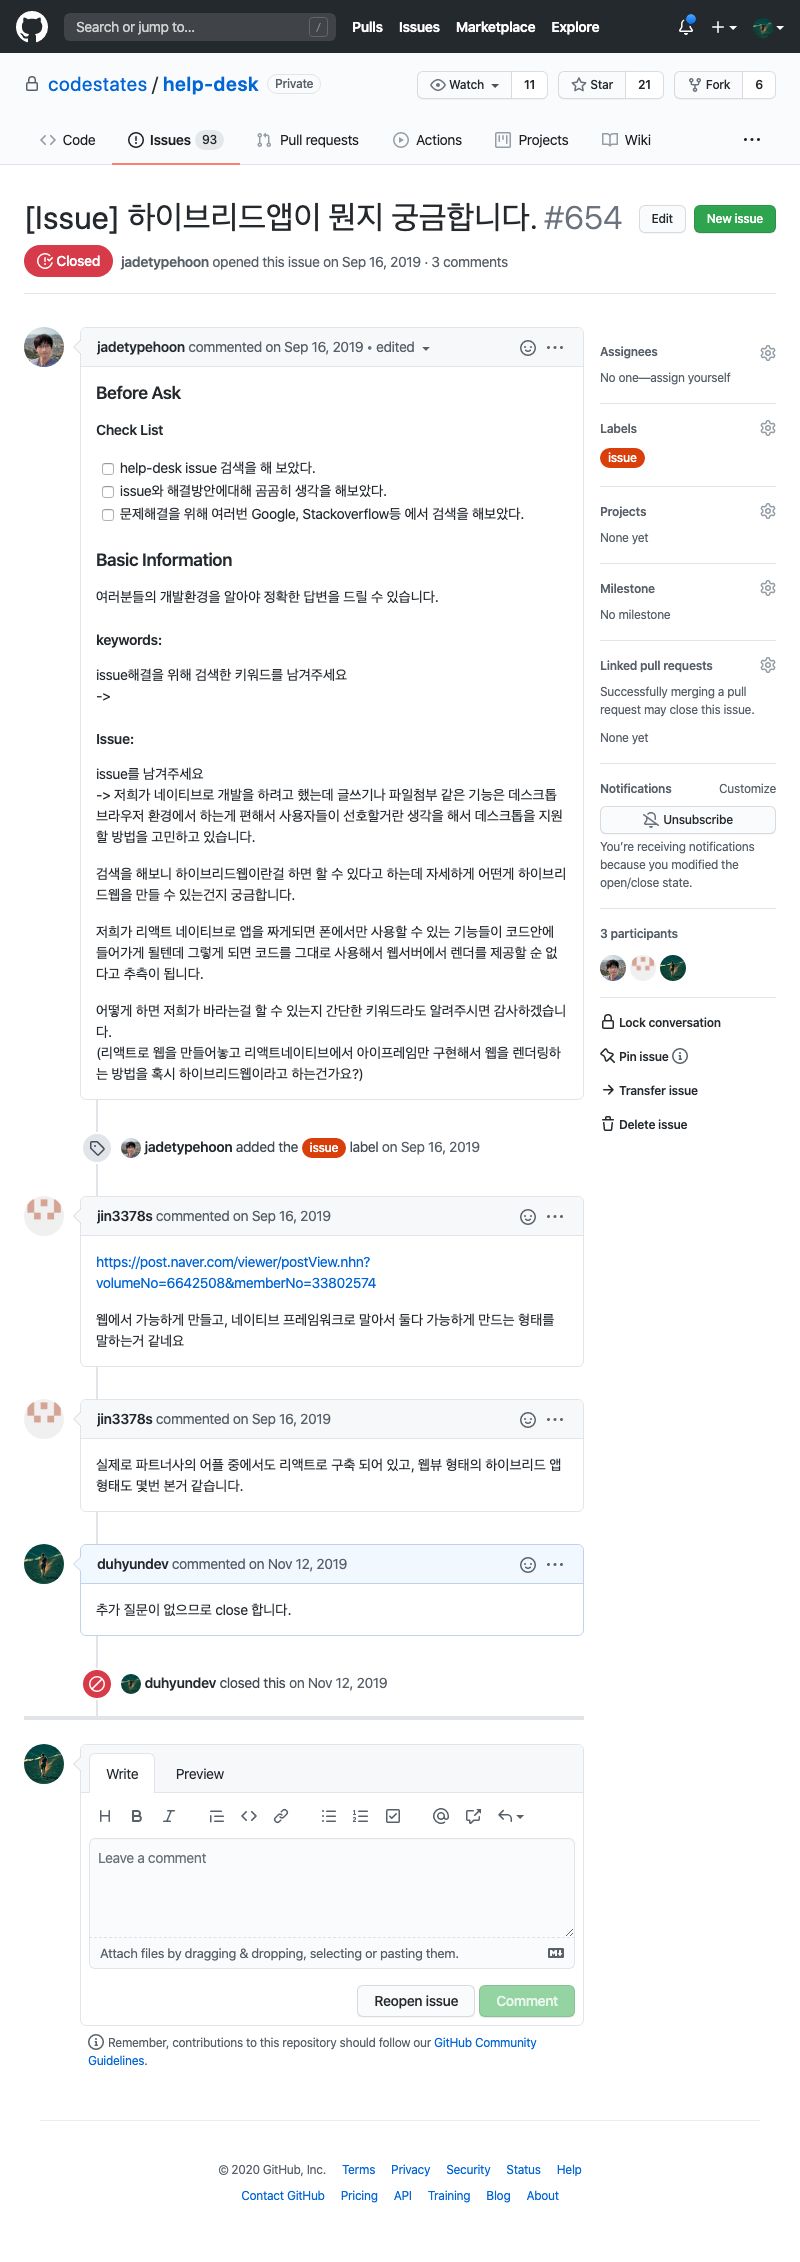 Search or jump to...
/
Pulls Issues Marketplace Explore
codestates / help-desk Private
Watch 11 Star 21 Fork 6
Code Issues 93 Pull requests Actions Projects Wiki ...
[Issue] 하이브리드앱이 뭔지 궁금합니다. #654
Edit New issue
Closed jadetypehoon opened this issue on Sep 16, 2019 · 3 comments
jadetypehoon commented on Sep 16, 2019 • edited
Before Ask
Check List
help-desk issue 검색을 해 보았다.
issue와 해결방안에대해 곰곰히 생각을 해보았다.
문제해결을 위해 여러번 Google, Stackoverflow등 에서 검색을 해보았다.
Basic Information
여러분들의 개발환경을 알아야 정확한 답변을 드릴 수 있습니다.
keywords:
issue해결을 위해 검색한 키워드를 남겨주세요
->
Issue:
issue를 남겨주세요
-> 저희가 네이티브로 개발을 하려고 했는데 글쓰기나 파일첨부 같은 기능은 데스크톱
브라우저 환경에서 하는게 편해서 사용자들이 선호할거란 생각을 해서 데스크톱을 지원
할 방법을 고민하고 있습니다.
검색을 해보니 하이브리드웹이란걸 하면 할 수 있다고 하는데 자세하게 어떤게 하이브리
드웹을 만들 수 있는건지 궁금합니다.
저희가 리액트 네이티브로 앱을 짜게되면 폰에서만 사용할 수 있는 기능들이 코드안에
들어가게 될텐데 그렇게 되면 코드를 그대로 사용해서 웹서버에서 렌더를 제공할 순 없
다고 추측이 됩니다.
어떻게 하면 저희가 바라는걸 할 수 있는지 간단한 키워드라도 알려주시면 감사하겠습니
다.
(리액트로 웹을 만들어놓고 리액트네이티브에서 아이프레임만 구현해서 웹을 렌더링하
는 방법을 혹시 하이브리드웹이라고 하는건가요?)
Assignees
No one—assign yourself
Labels
issue
Projects
None yet
Milestone
No milestone
Linked pull requests
Successfully merging a pull
request may close this issue.
None yet
Notifications Customize
Unsubscribe
You're receiving notifications
because you modified the
open/close state.
3 participants
Lock conversation
Pin issue
Transfer issue
Delete issue
jadetypehoon added the issue label on Sep 16, 2019
jin3378s commented on Sep 16, 2019
https://post.naver.com/viewer/postView.nhn?
volumeNo=6642508&memberNo=33802574
웹에서 가능하게 만들고, 네이티브 프레임워크로 말아서 둘다 가능하게 만드는 형태를
말하는거 같네요
jin3378s commented on Sep 16, 2019
실제로 파트너사의 어플 중에서도 리액트로 구축 되어 있고, 웹뷰 형태의 하이브리드 앱
형태도 몇번 본거 같습니다.
duhyundev commented on Nov 12, 2019
추가 질문이 없으므로 close 합니다.
duhyundev closed this on Nov 12, 2019
Write Preview
Leave a comment
Attach files by dragging & dropping, selecting or pasting them.
Reopen issue Comment
Remember, contributions to this repository should follow our GitHub Community
Guidelines.
© 2020 GitHub, Inc. Terms Privacy Security Status Help
Contact GitHub Pricing API Training Blog About